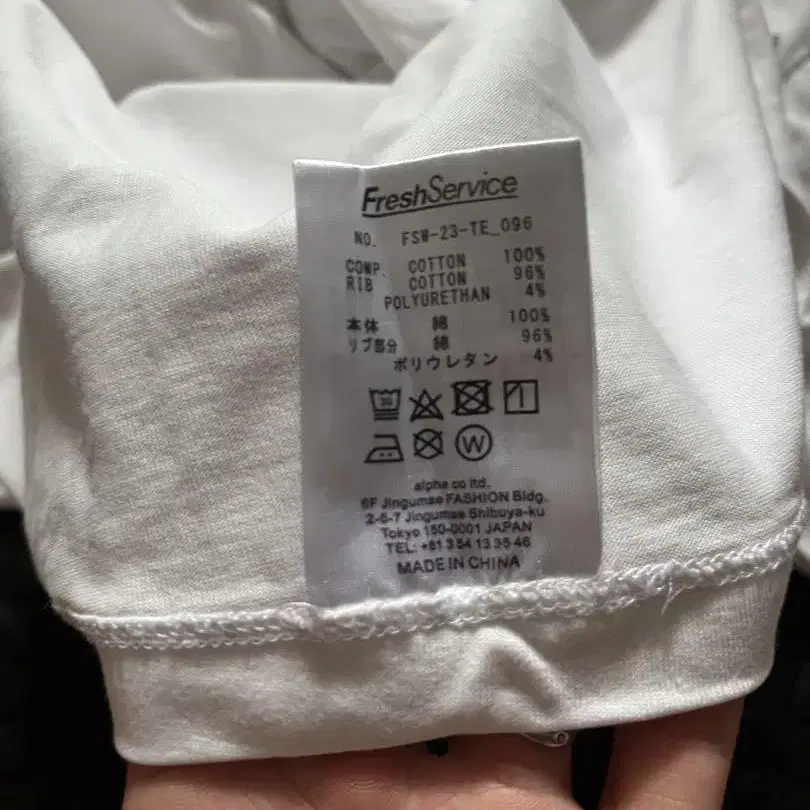 FreshService
NO. FSW-23-TE_096
COMP. COTTON 100%
RIB COTTON 96%
POLYURETHAN 4%
本体 綿 100%
リブ部分 綿 96%
ポリウレタン 4%
30
W
alpha co ltd.
6F Jingumae FASHION Bldg.
2-6-7 Jingumae Shibuya-ku
Tokyo 150-0001 JAPAN
TEL: +81 3 54 13 35 46
MADE IN CHINA